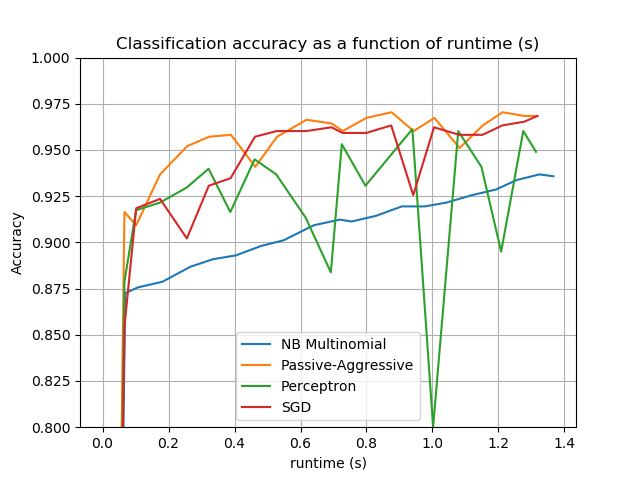 Classification accuracy as a function of runtime (s)
1.000
0.975
0.950
0.925
0.900
0.875
0.850
0.825
0.800
Accuracy
NB Multinomial
Passive-Aggressive
Perceptron
SGD
0.0 0.2 0.4 0.6 0.8 1.0 1.2 1.4
runtime (s)